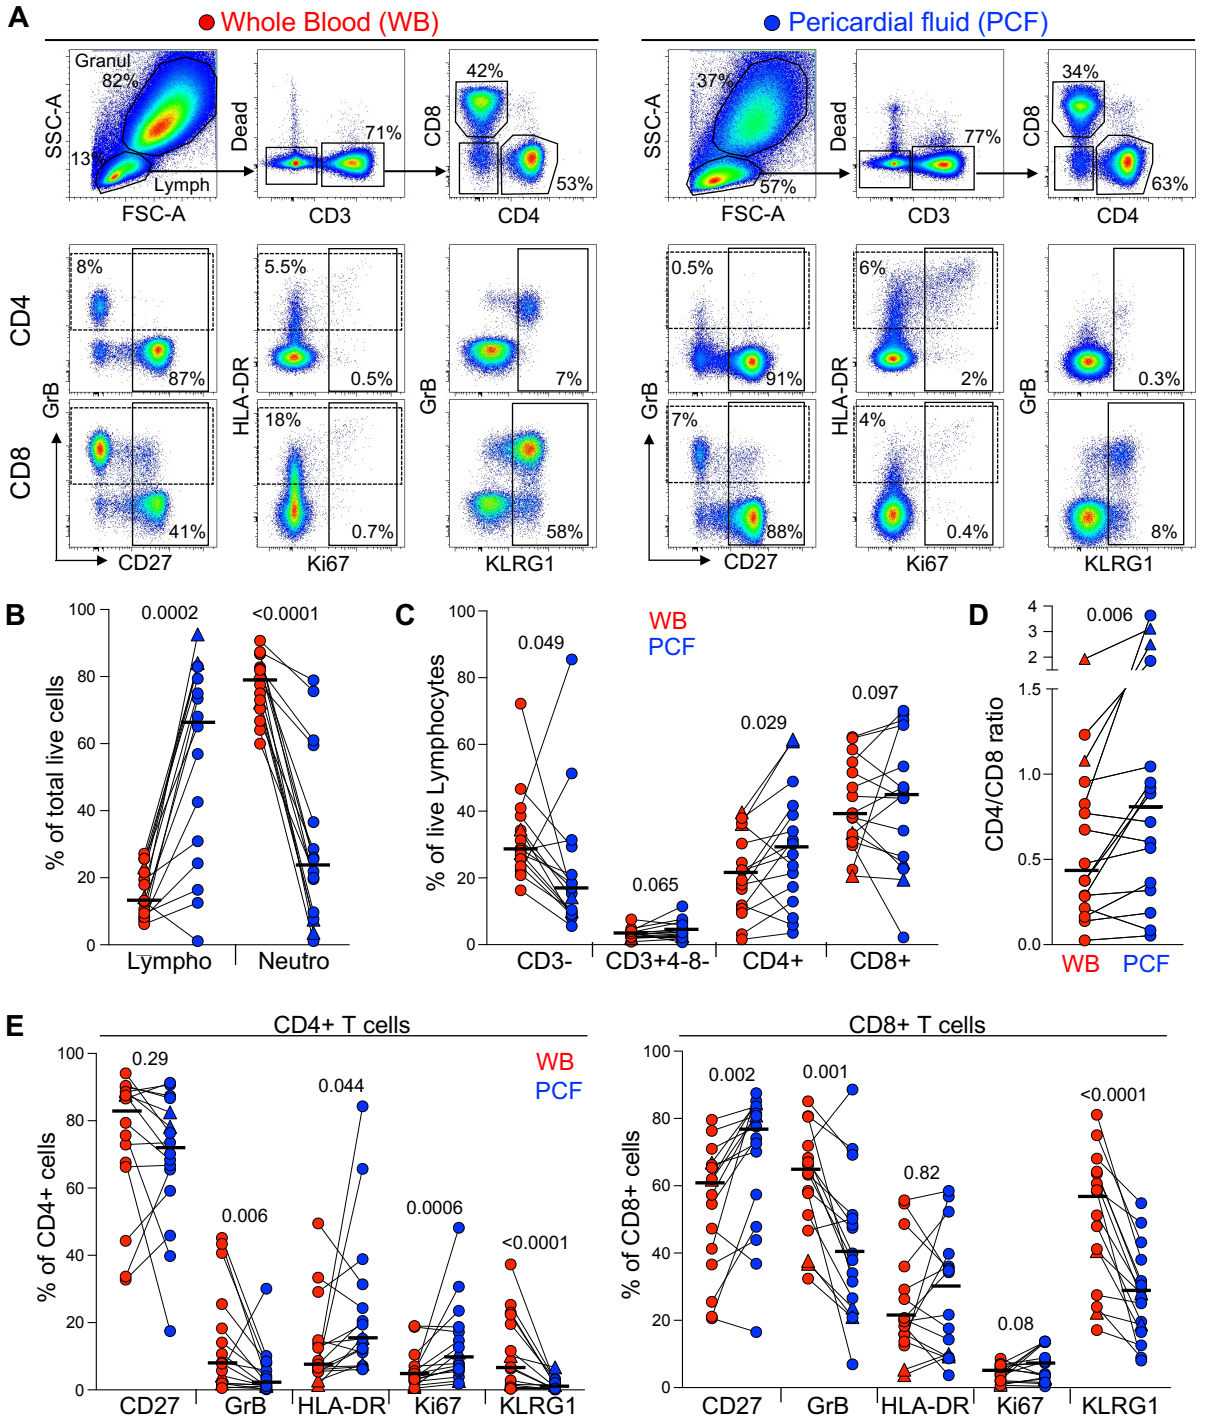 A
Whole Blood (WB)
Pericardial fluid (PCF)
Granul
82%
13%
Lymph
SSC-A
FSC-A
Dead
71%
CD3
42%
CD8
53%
CD4
37%
57%
SSC-A
FSC-A
Dead
77%
CD3
34%
CD8
63%
CD4
CD4
8%
87%
5.5%
0.5%
7%
0.5%
91%
6%
2%
0.3%
GrB
HLA-DR
GrB
GrB
HLA-DR
GrB
CD8
41%
18%
0.7%
58%
7%
88%
4%
0.4%
8%
CD27
Ki67
KLRG1
CD27
Ki67
KLRG1
B
% of total live cells
100
80
60
40
20
0
0.0002
<0.0001
Lympho
Neutro
C
% of live Lymphocytes
100
80
60
40
20
0
WB
PCF
0.049
0.065
0.029
0.097
CD3-
CD3+4-8-
CD4+
CD8+
D
CD4/CD8 ratio
4
3
2
1.5
1.0
0.5
0.0
0.006
WB
PCF
E
CD4+ T cells
% of CD4+ cells
100
80
60
40
20
0
WB
PCF
0.29
0.006
0.044
0.0006
<0.0001
CD27
GrB
HLA-DR
Ki67
KLRG1
CD8+ T cells
% of CD8+ cells
100
80
60
40
20
0
0.002
0.001
0.82
0.08
<0.0001
CD27
GrB
HLA-DR
Ki67
KLRG1